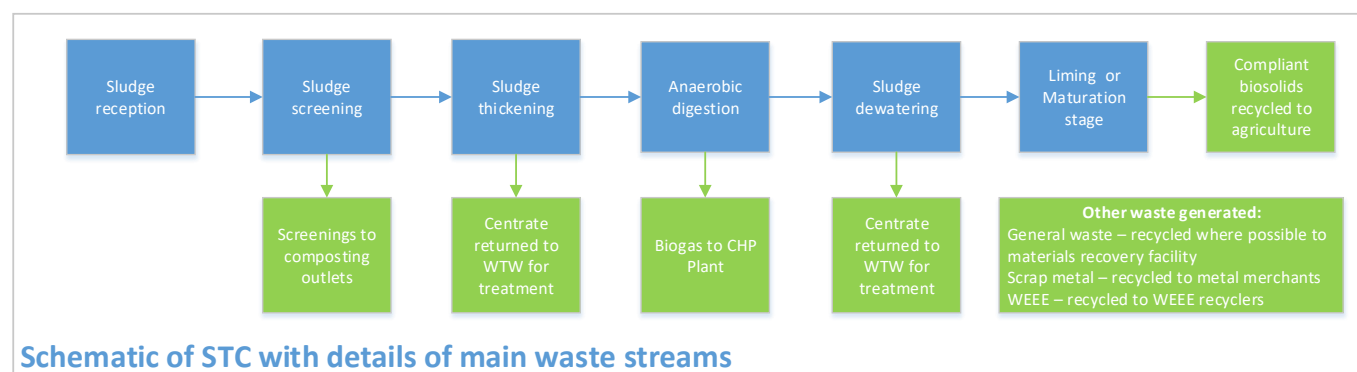 Sludge
reception
Sludge
screening
Sludge
thickening
Anaerobic
digestion
Sludge
dewatering
Liming or
Maturation
stage
Compliant
biosolids
recycled to
agriculture
Screenings to
composting
outlets
Centrate
returned to
WTW for
treatment
Biogas to CHP
Plant
Centrate
returned to
WTW for
treatment
Other waste generated:
General waste – recycled where possible to
materials recovery facility
Scrap metal – recycled to metal merchants
WEEE – recycled to WEEE recyclers
Schematic of STC with details of main waste streams